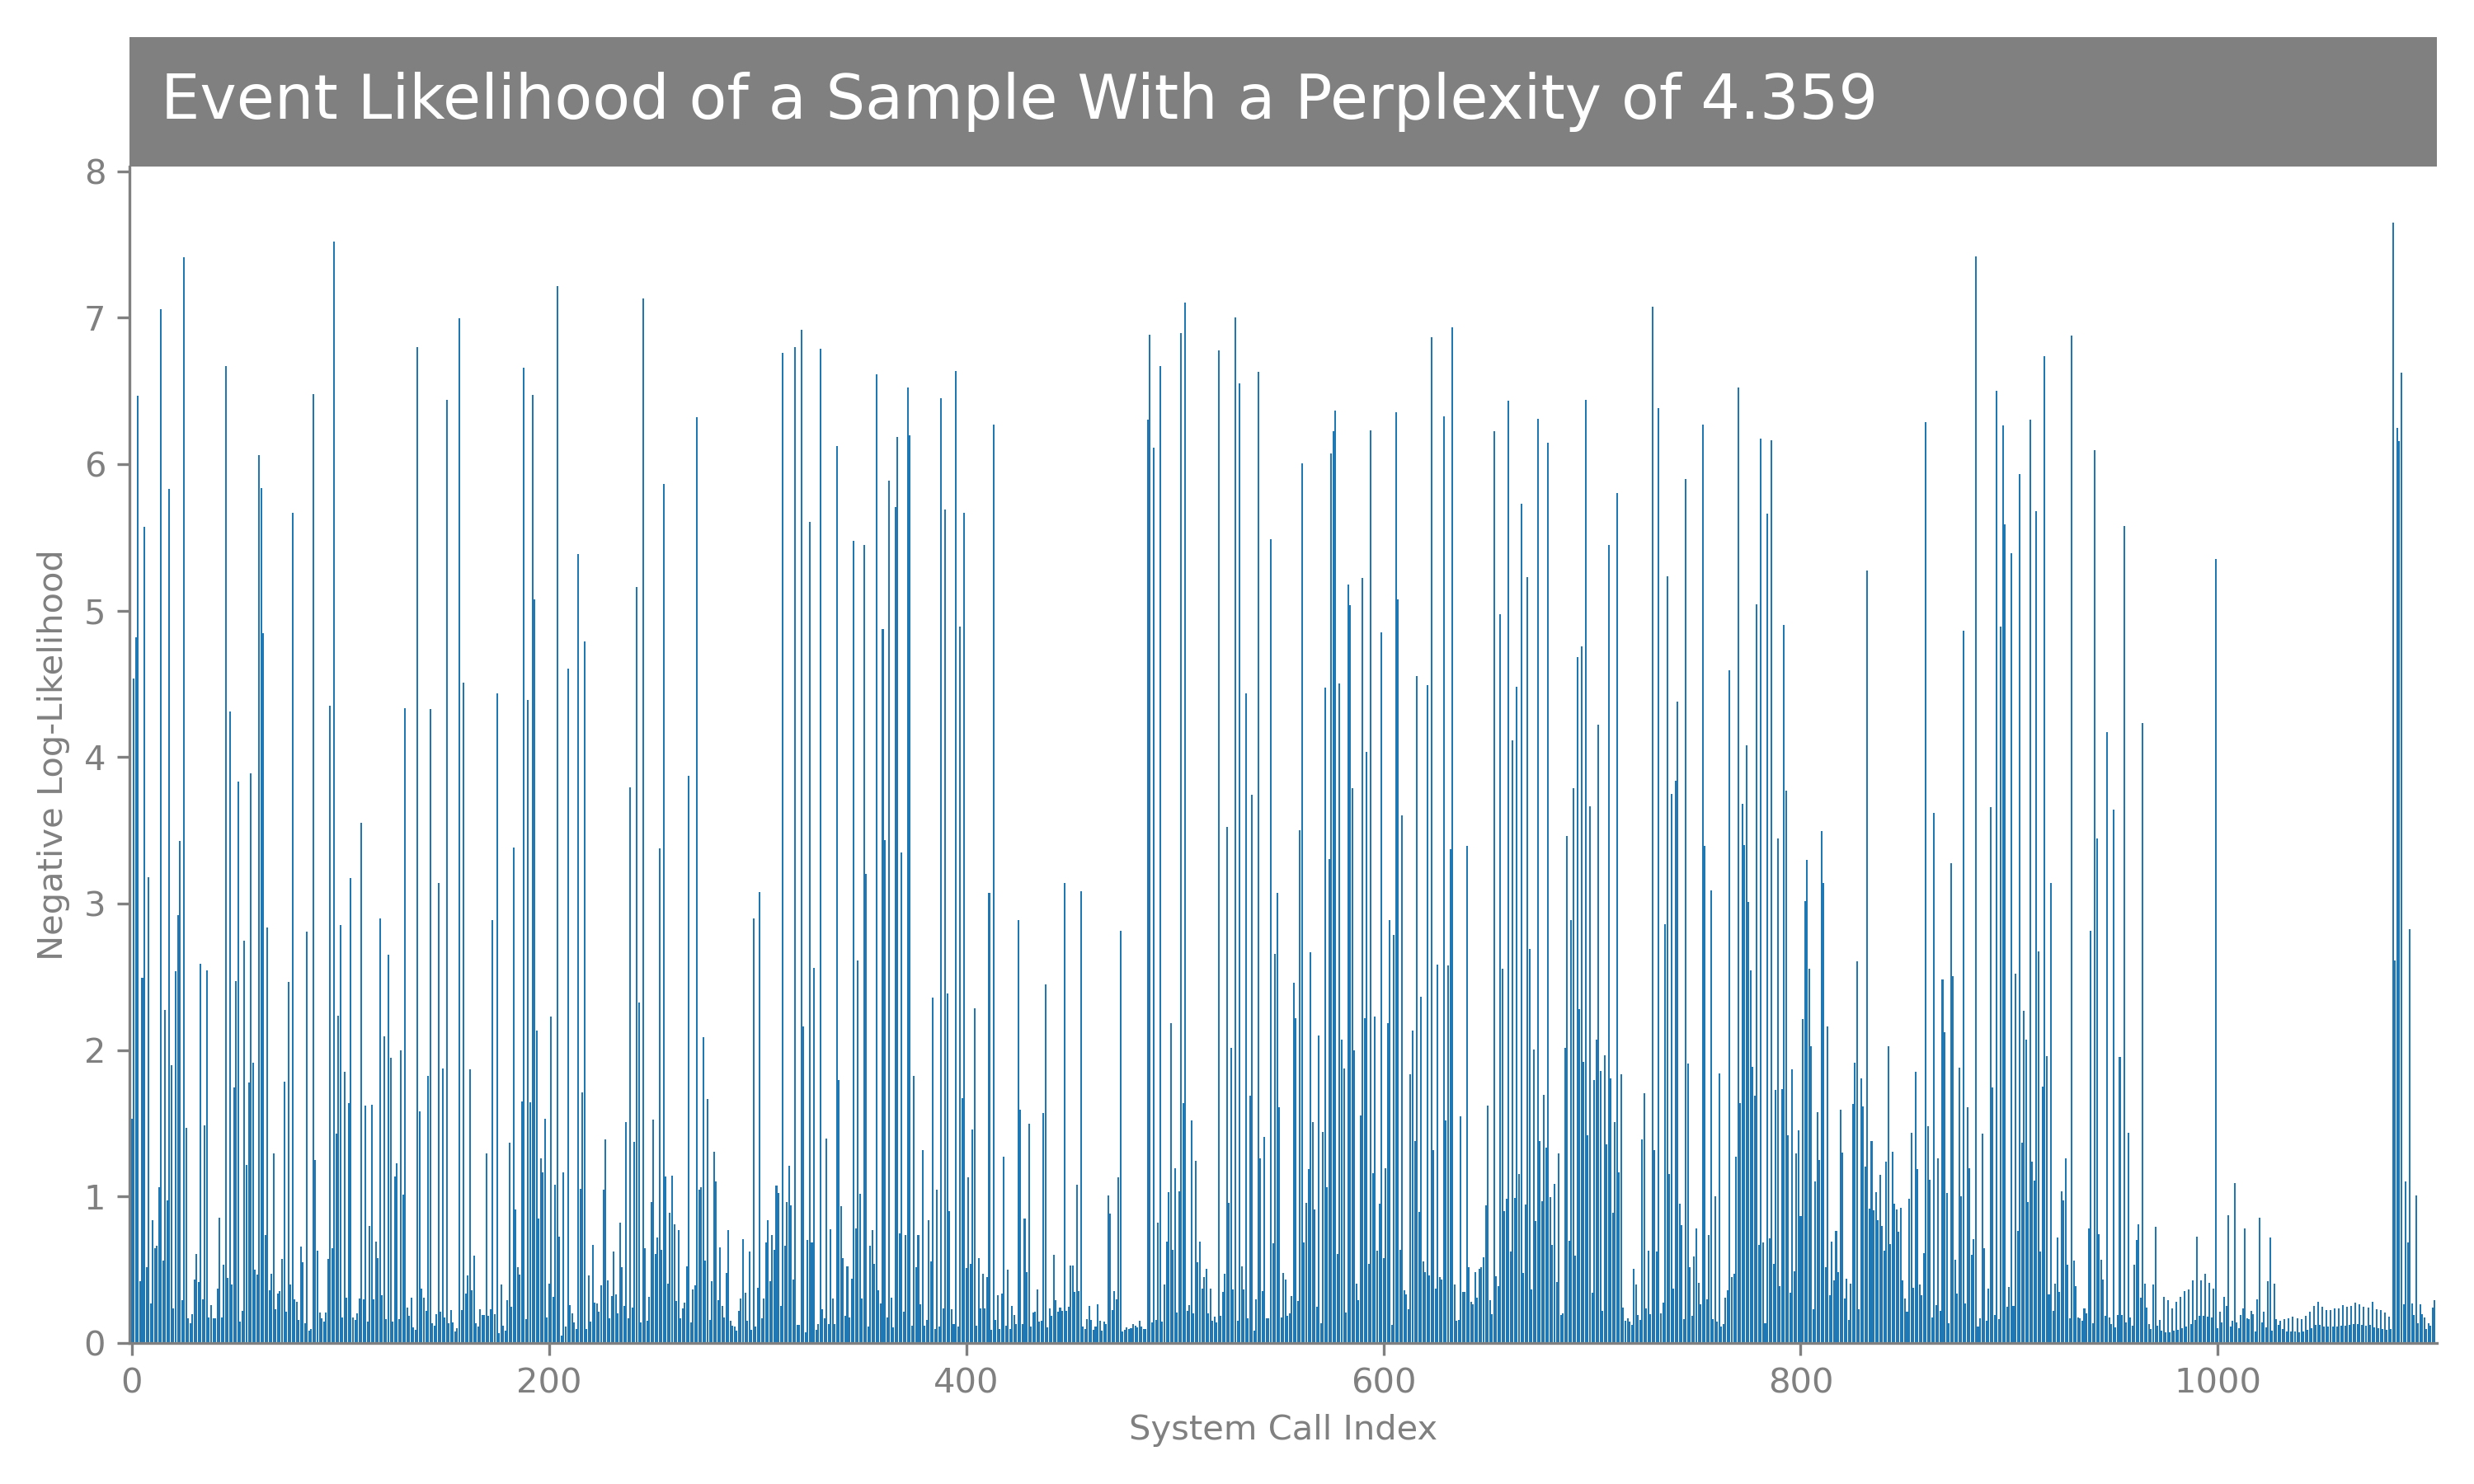 Event Likelihood of a Sample With a Perplexity of 4.359
8
7
6
5
4
3
2
1
0
Negative Log-Likelihood
0 200 400 600 800 1000
System Call Index